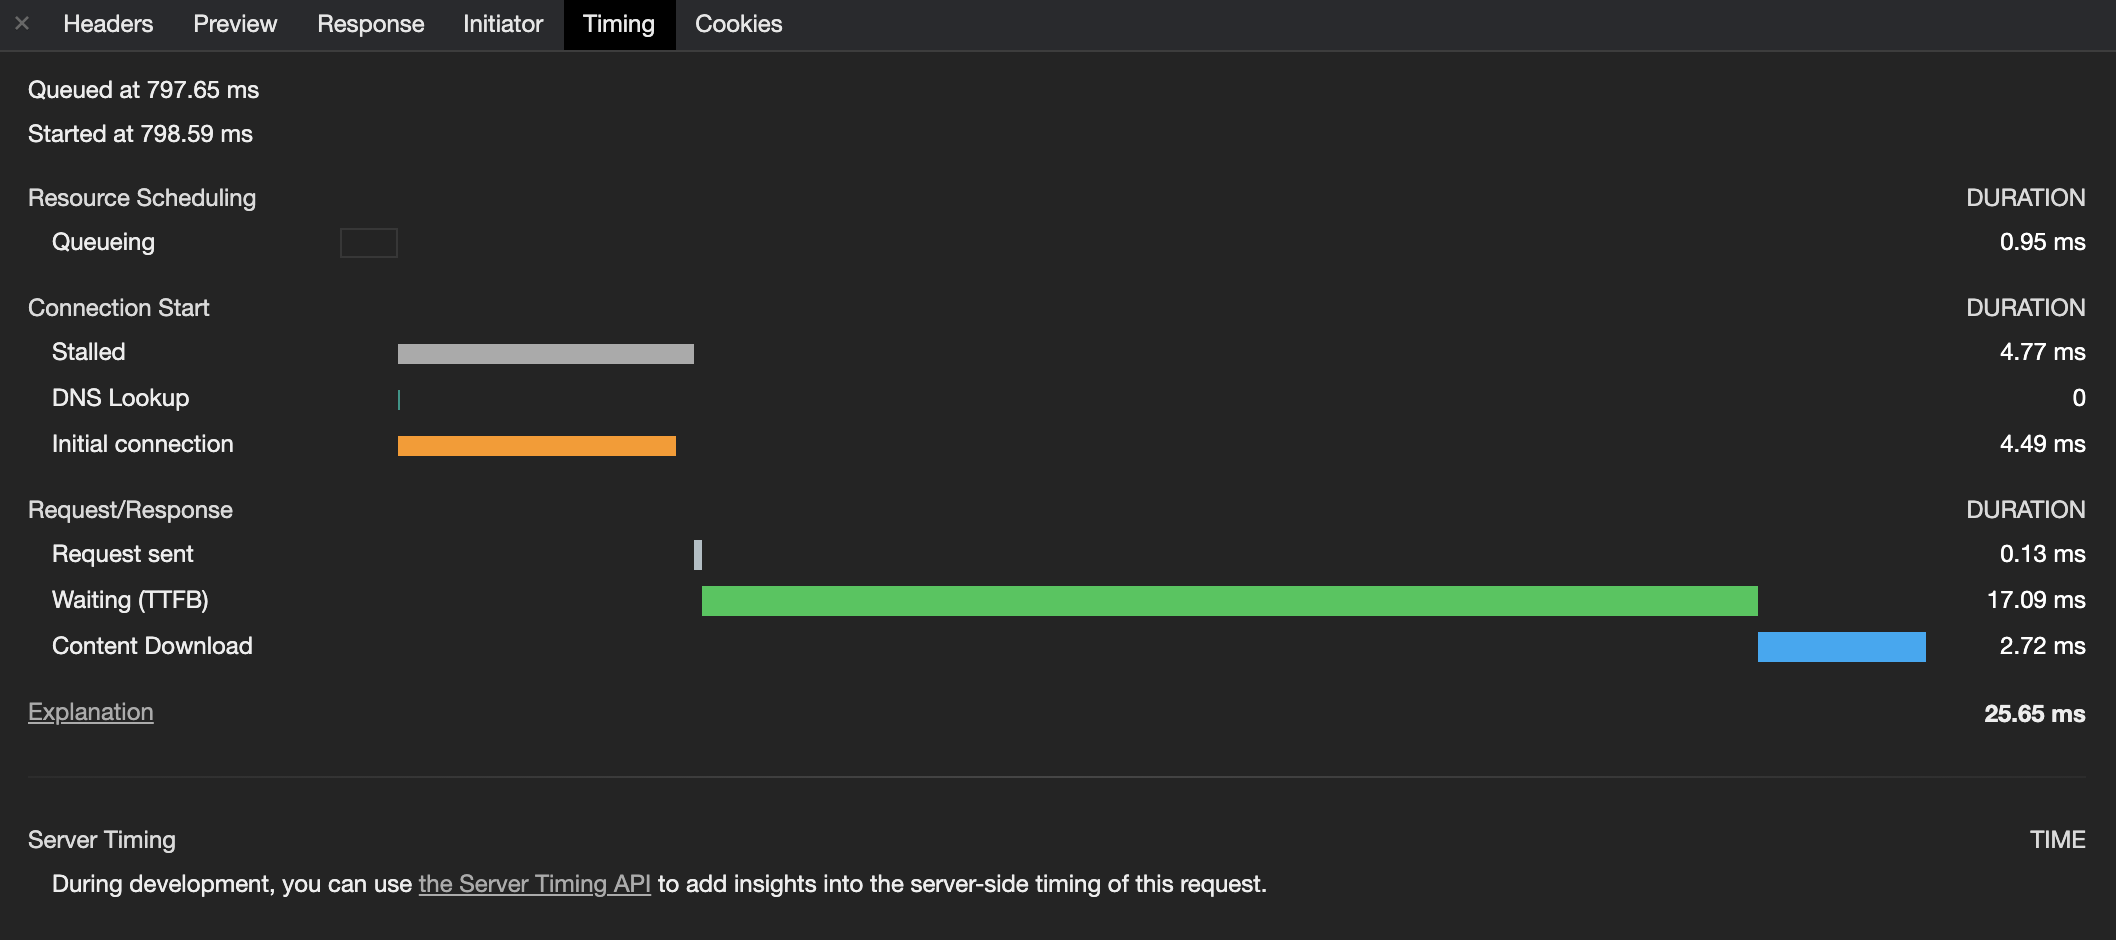 × Headers Preview Response Initiator Timing Cookies
Queued at 797.65 ms
Started at 798.59 ms
Resource Scheduling DURATION
Queueing 0.95 ms
Connection Start DURATION
Stalled 4.77 ms
DNS Lookup 0
Initial connection 4.49 ms
Request/Response DURATION
Request sent 0.13 ms
Waiting (TTFB) 17.09 ms
Content Download 2.72 ms
Explanation 25.65 ms
Server Timing TIME
During development, you can use the Server Timing API to add insights into the server-side timing of this request.